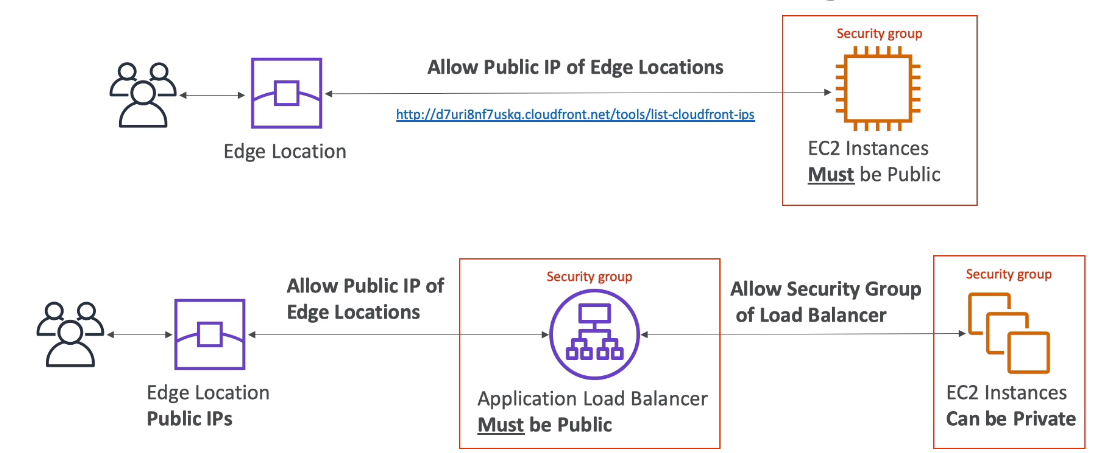 Security group
Allow Public IP of Edge Locations
http://d7uri8nf7uskq.cloudfront.net/tools/list-cloudfront-ips
Edge Location
EC2 Instances
Must be Public
Security group
Allow Public IP of
Edge Locations
Allow Security Group
of Load Balancer
Security group
Edge Location
Public IPs
Application Load Balancer
Must be Public
EC2 Instances
Can be Private